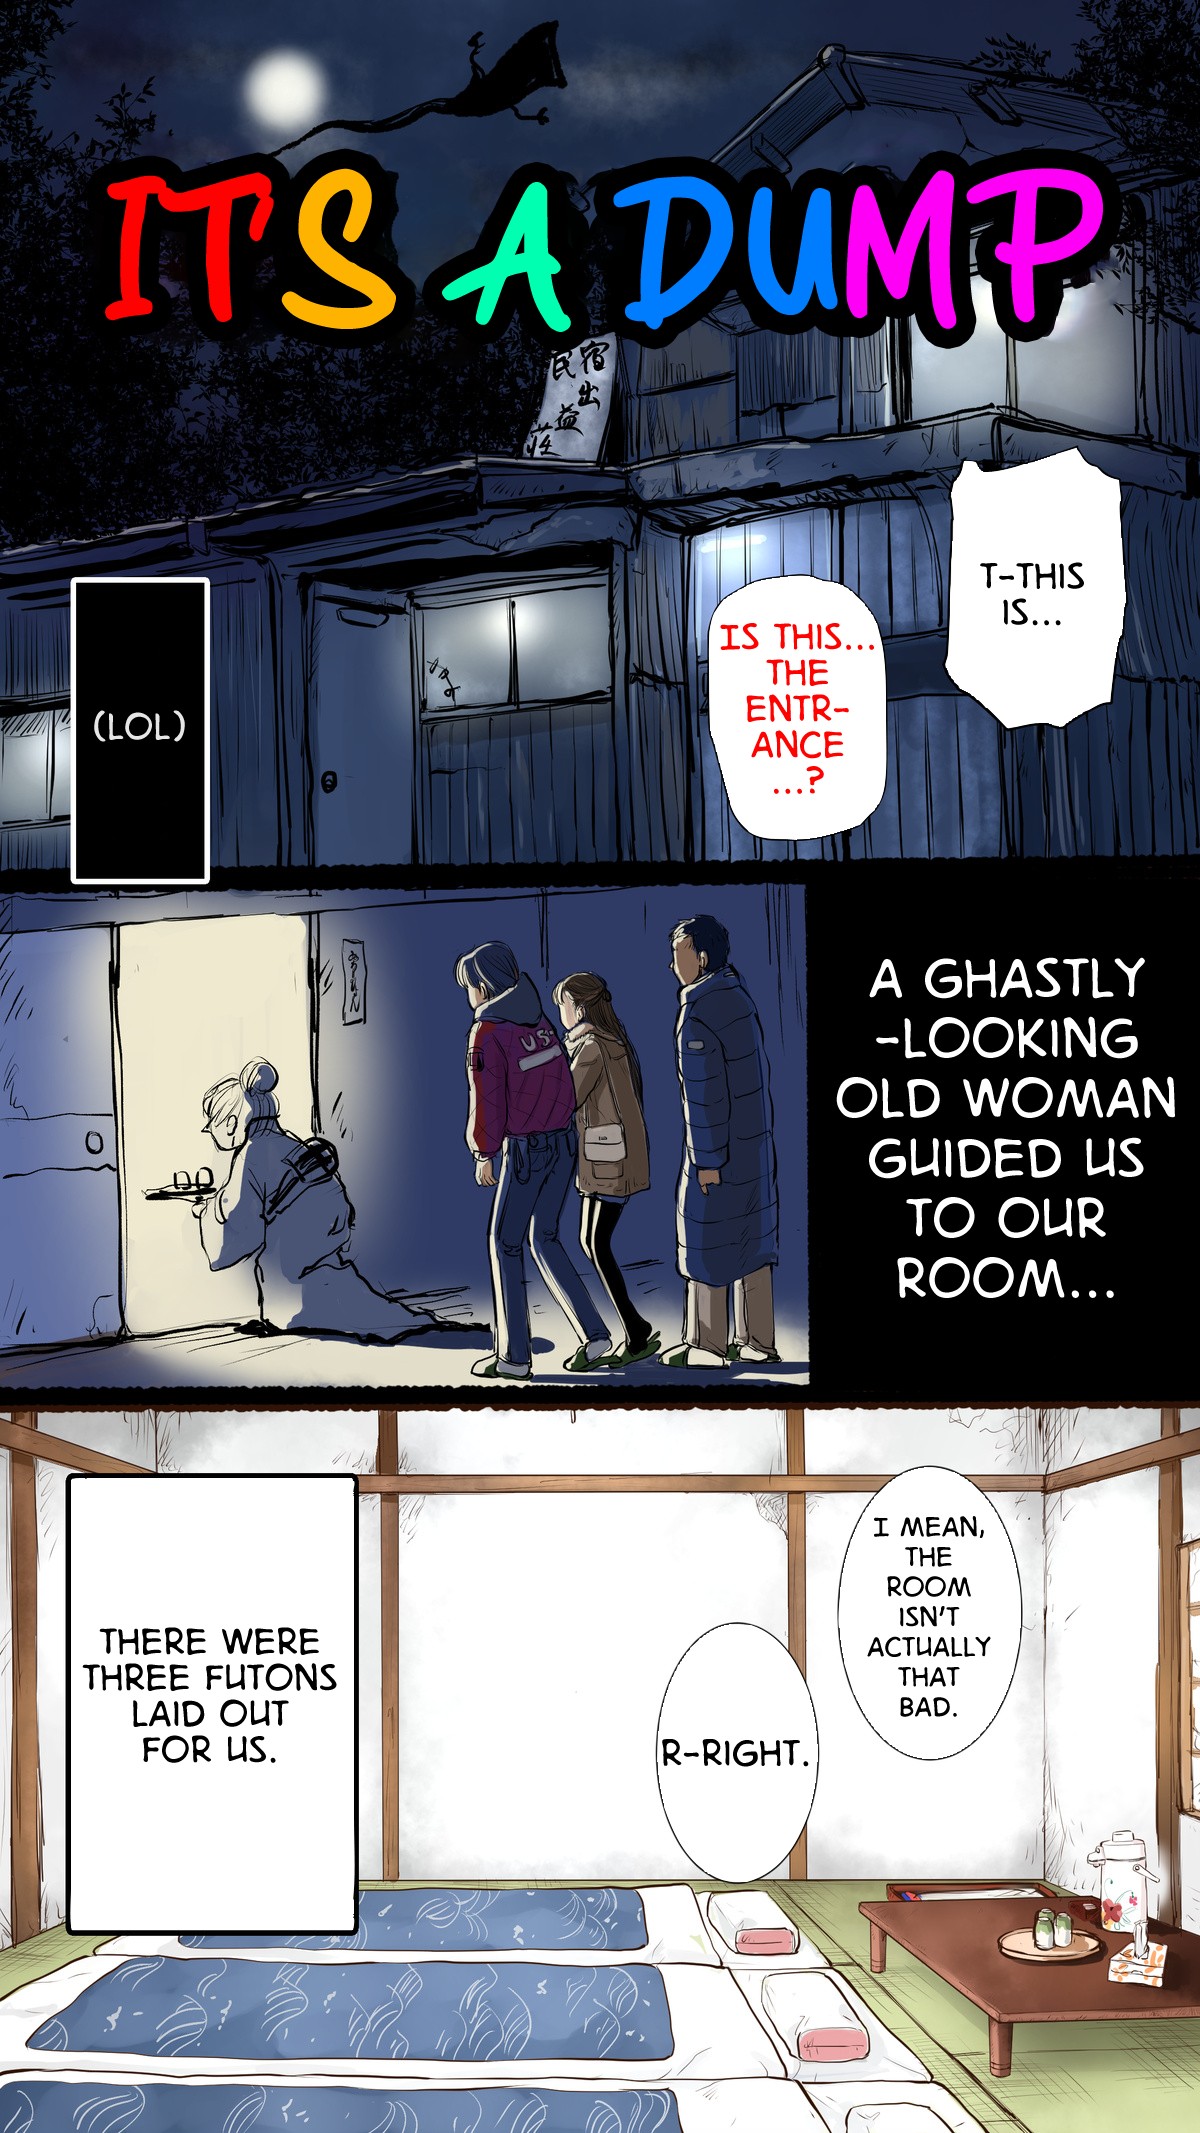 IT'S A DUMP
民宿
出益
荘
T-THIS
IS...
IS THIS...
THE
ENTR-
ANCE
...?
(LOL)
US
A GHASTLY
-LOOKING
OLD WOMAN
GUIDED US
TO OUR
ROOM...
I MEAN,
THE
ROOM
ISN'T
ACTUALLY
THAT
BAD.
R-RIGHT.
THERE WERE
THREE FUTONS
LAID OUT
FOR US.